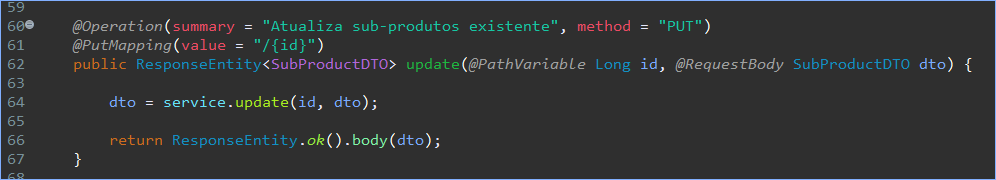 59
60 @Operation(summary = "Atualiza sub-produtos existente", method = "PUT")
61 @PutMapping(value = "/{id}")
62 public ResponseEntity<SubProductDTO> update(@PathVariable Long id, @RequestBody SubProductDTO dto) {
63
64 dto = service.update(id, dto);
65
66 return ResponseEntity.ok().body(dto);
67 }
68